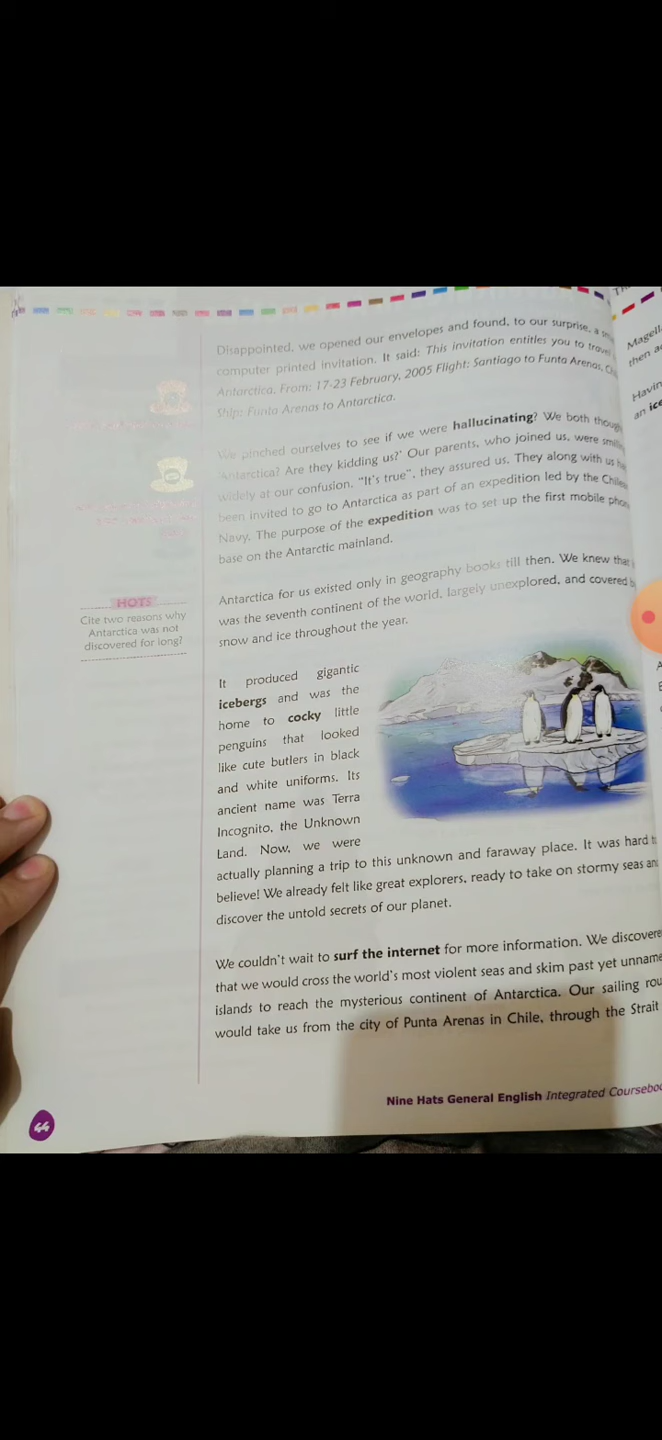 Disappointed, we opened our envelopes and found, to our surprise, a
computer printed invitation. It said: This invitation entitles you to travel
Antarctica. From: 17-23 February, 2005 Flight: Santiago to Funta Arenas,
Ship: Funta Arenas to Antarctica.
We pinched ourselves to see if we were hallucinating? We both
'Antarctica? Are they kidding us?' Our parents, who joined us, were
widely at our confusion. "It's true", they assured us. They along with us
been invited to go to Antarctica as part of an expedition led by the
Navy. The purpose of the expedition was to set up the first mobile
base on the Antarctic mainland.
Antarctica for us existed only in geography books till then. We knew that
was the seventh continent of the world, largely unexplored, and covered
snow and ice throughout the year.
HOTS
Cite two reasons why
Antarctica was not
discovered for long?
It produced gigantic
icebergs and was the
home to cocky little
penguins that looked
like cute butlers in black
and white uniforms. Its
ancient name was Terra
Incognito, the Unknown
Land. Now, we were
actually planning a trip to this unknown and faraway place. It was hard
believe! We already felt like great explorers, ready to take on stormy seas and
discover the untold secrets of our planet.
We couldn't wait to surf the internet for more information. We discovere
that we would cross the world's most violent seas and skim past yet unname
islands to reach the mysterious continent of Antarctica. Our sailing rou
would take us from the city of Punta Arenas in Chile, through the Strait
Nine Hats General English Integrated Courseboo
44
Magell
then
Havin
an ice